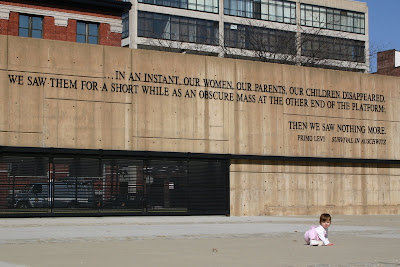 ...IN AN INSTANT, OUR WOMEN, OUR PARENTS, OUR CHILDREN DISAPPEARED.
WE SAW THEM FOR A SHORT WHILE AS AN OBSCURE MASS AT THE OTHER END OF THE PLATFORM;
THEN WE SAW NOTHING MORE.
PRIMO LEVI SURVIVAL IN AUSCHWITZ